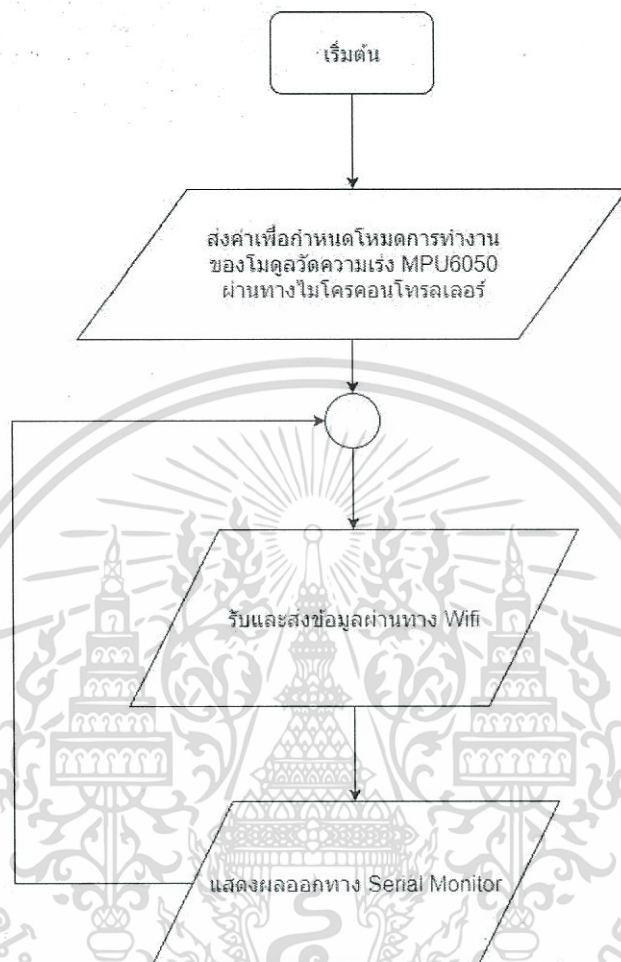 เริ่มต้น
ส่งค่าเพื่อกำหนดโหมดการทำงาน
ของโมดูลวัดความเร่ง MPU6050
ผ่านทางไมโครคอนโทรลเลอร์
รับและส่งข้อมูลผ่านทาง Wifi
แสดงผลออกทาง Serial Monitor